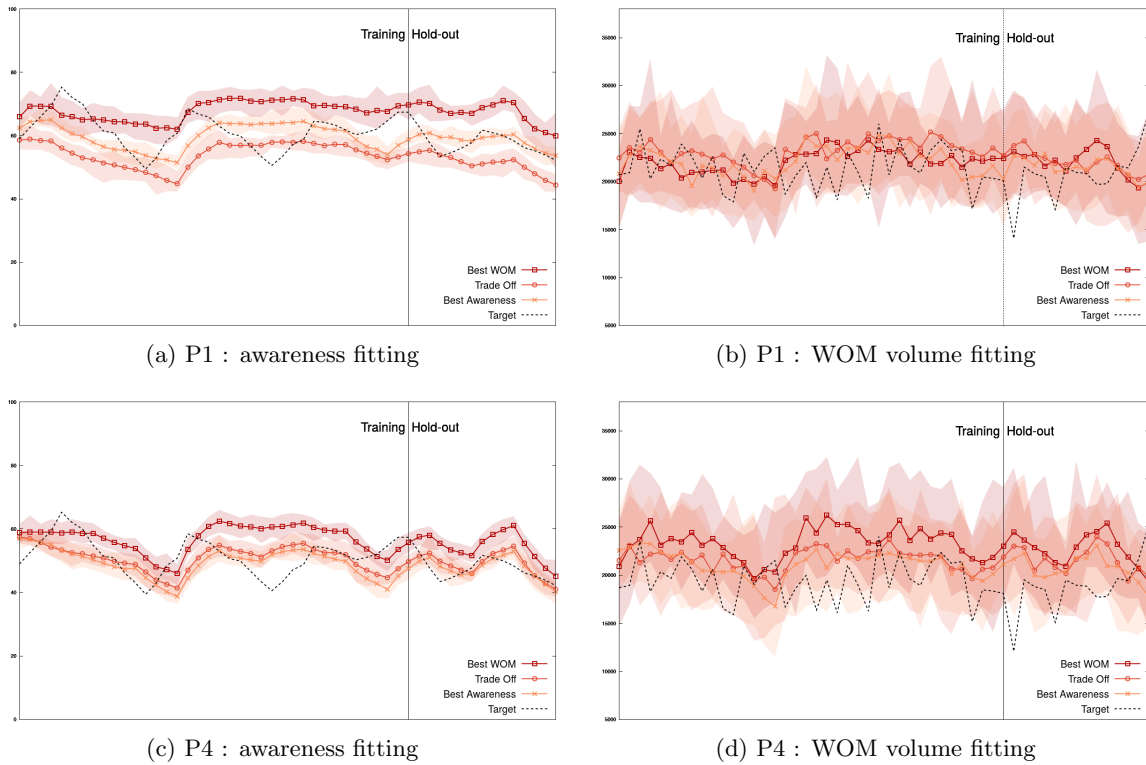 100
80
60
40
20
0
Training Hold-out
Best WOM
Trade Off
Best Awareness
Target
(a) P1 : awareness fitting
35000
30000
25000
20000
15000
10000
5000
Training Hold-out
Best WOM
Trade Off
Best Awareness
Target
(b) P1 : WOM volume fitting
100
80
60
40
20
0
Training Hold-out
Best WOM
Trade Off
Best Awareness
Target
(c) P4 : awareness fitting
35000
30000
25000
20000
15000
10000
5000
Training Hold-out
Best WOM
Trade Off
Best Awareness
Target
(d) P4 : WOM volume fitting